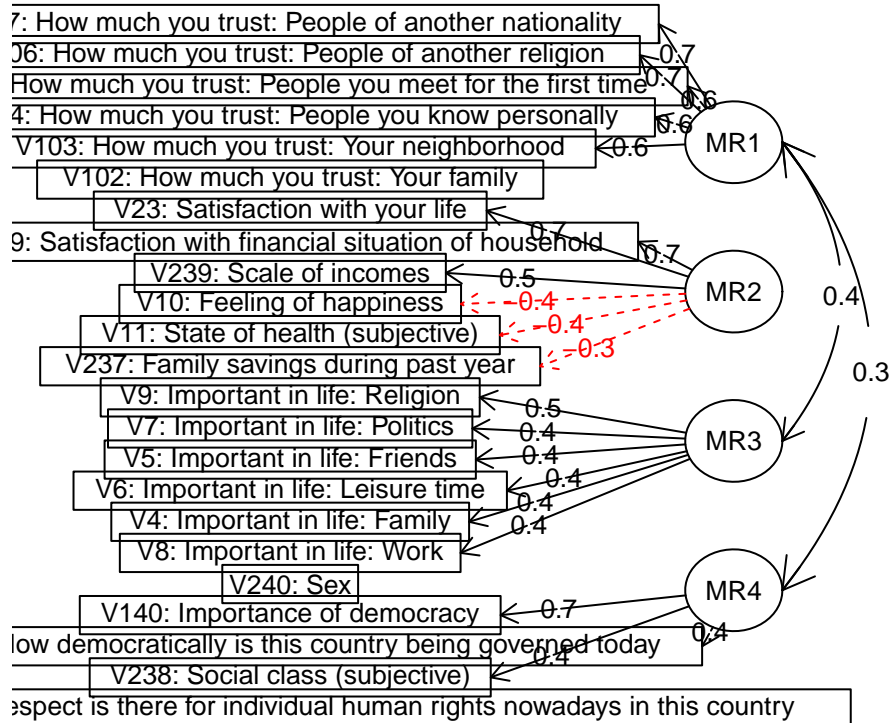 7: How much you trust: People of another nationality
06: How much you trust: People of another religion
0.7
0.7
How much you trust: People you meet for the first time
0.6
4: How much you trust: People you know personally
0.6
V103: How much you trust: Your neighborhood
0.6
MR1
V102: How much you trust: Your family
V23: Satisfaction with your life
0.7
9: Satisfaction with financial situation of household
0.7
V239: Scale of incomes
0.5
MR2
0.4
V10: Feeling of happiness
−0.4
V11: State of health (subjective)
−0.4
V237: Family savings during past year
−0.3
0.3
V9: Important in life: Religion
0.5
V7: Important in life: Politics
0.4
MR3
V5: Important in life: Friends
0.4
V6: Important in life: Leisure time
0.4
V4: Important in life: Family
0.4
V8: Important in life: Work
0.4
V240: Sex
MR4
V140: Importance of democracy
0.7
How democratically is this country being governed today
0.4
V238: Social class (subjective)
0.4
espect is there for individual human rights nowadays in this country